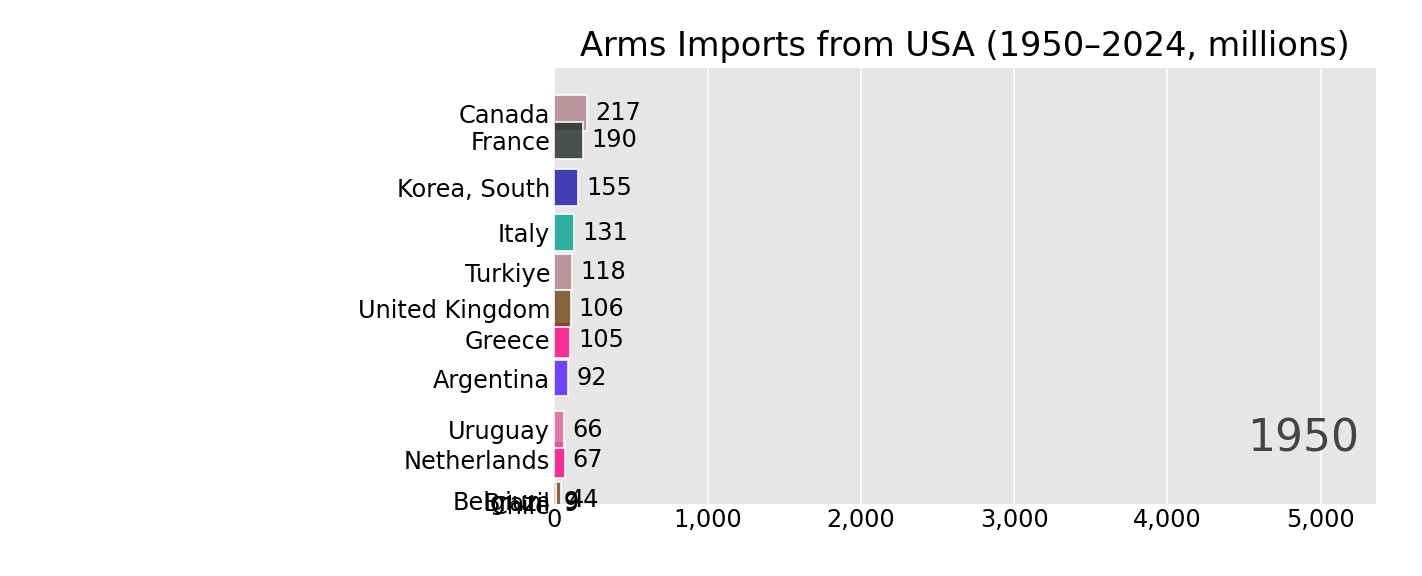 Arms Imports from USA (1950–2024, millions)
Canada 217
France 190
Korea, South 155
Italy 131
Turkiye 118
United Kingdom 106
Greece 105
Argentina 92
Uruguay 66
1950
Netherlands 67
44
Chile
0 1,000 2,000 3,000 4,000 5,000